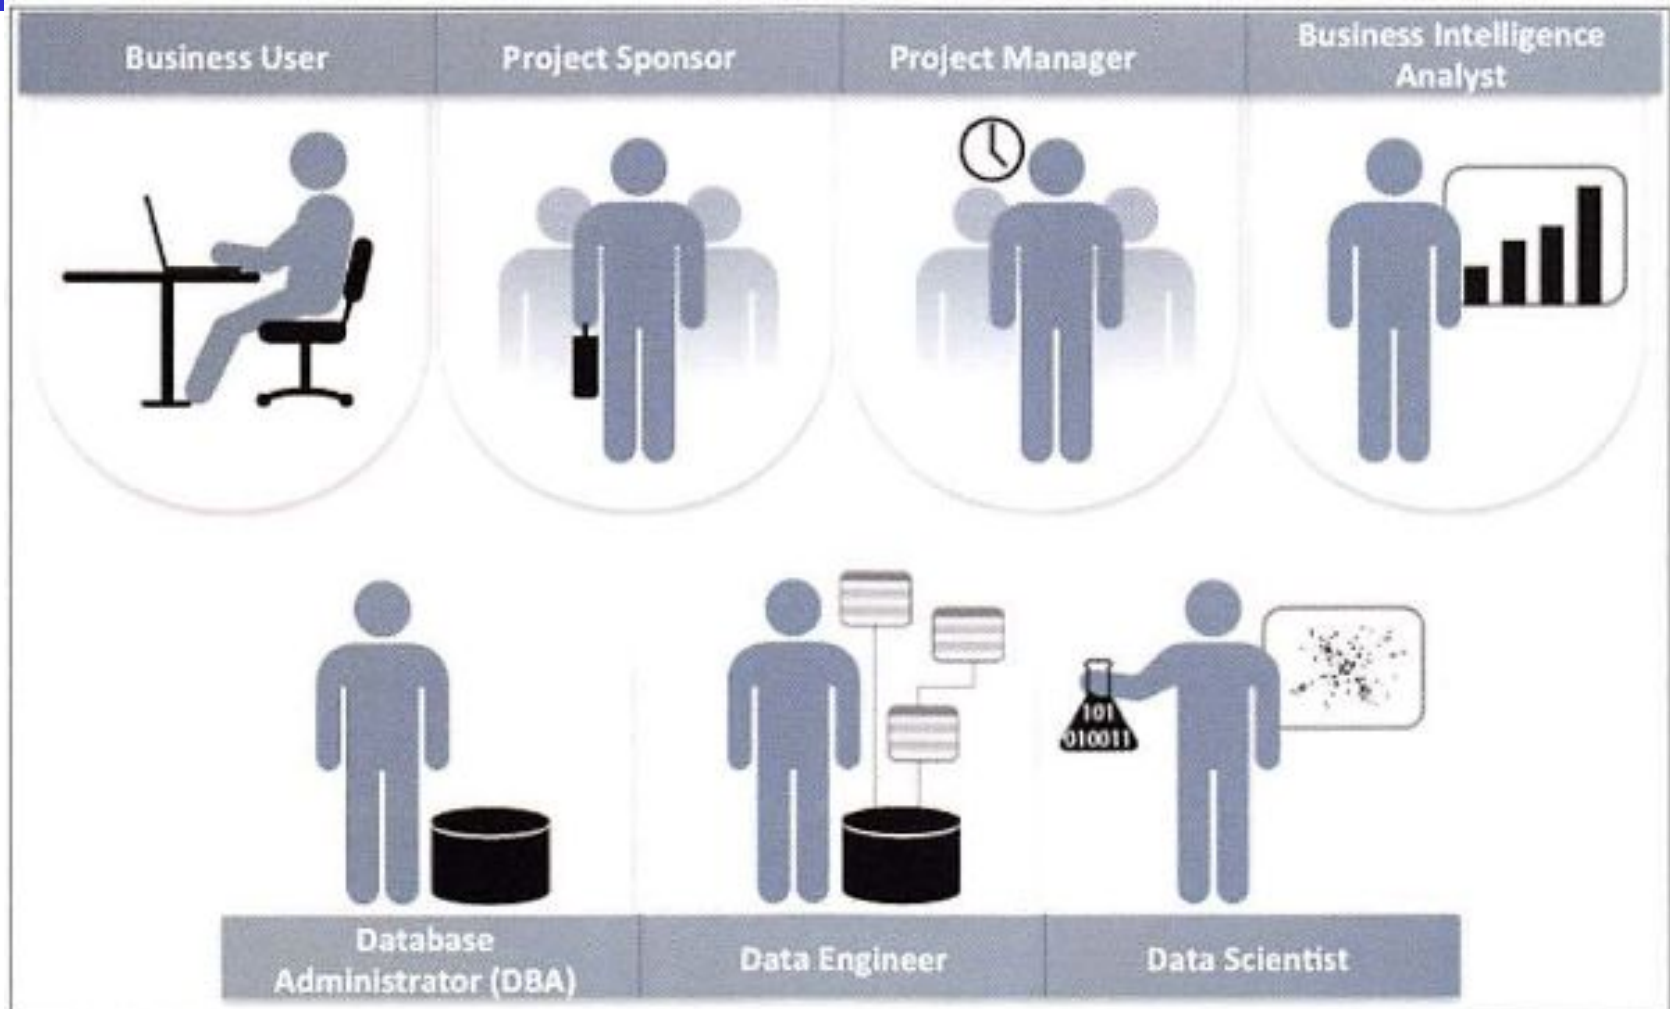 Business User
Project Sponsor
Project Manager
Business Intelligence
Analyst
101
010011
Database
Administrator (DBA)
Data Engineer
Data Scientist